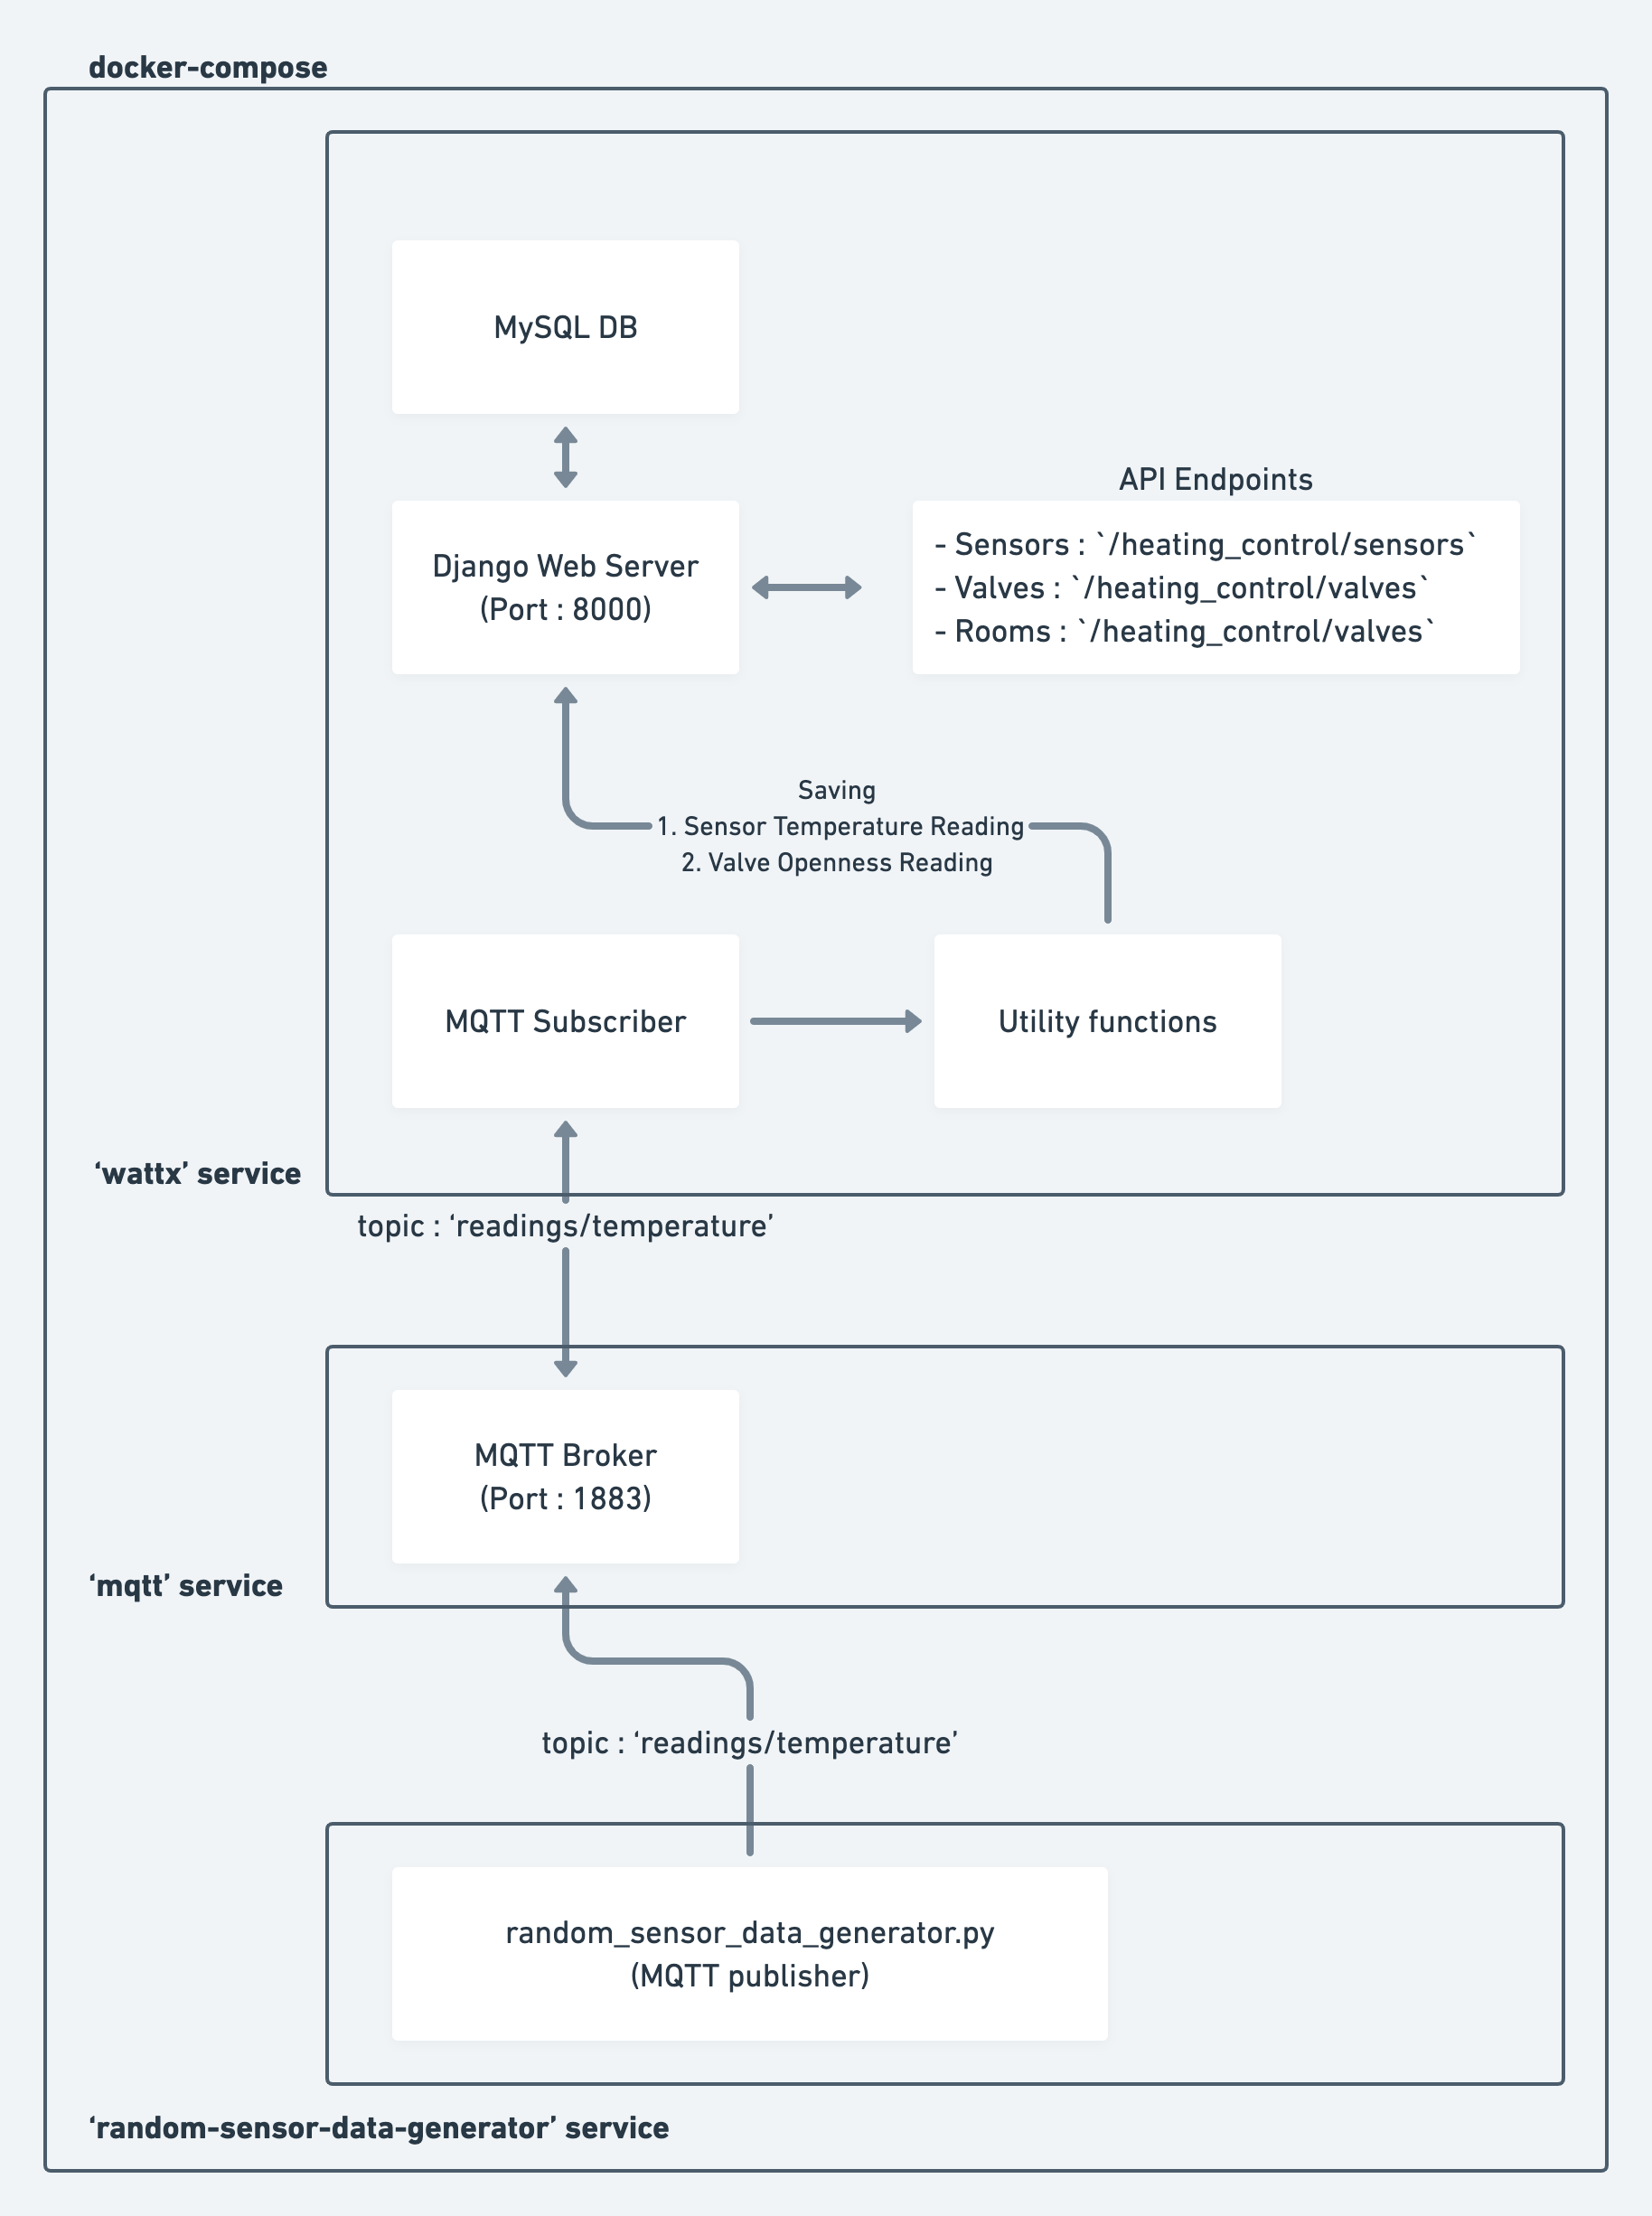 docker-compose
MySQL DB
API Endpoints
Django Web Server
(Port : 8000)
- Sensors : `/heating_control/sensors`
- Valves : `/heating_control/valves`
- Rooms : `/heating_control/valves`
Saving
1. Sensor Temperature Reading
2. Valve Openness Reading
MQTT Subscriber
Utility functions
‘wattx’ service
topic : ‘readings/temperature’
MQTT Broker
(Port : 1883)
‘mqtt’ service
topic : ‘readings/temperature’
random_sensor_data_generator.py
(MQTT publisher)
‘random-sensor-data-generator’ service